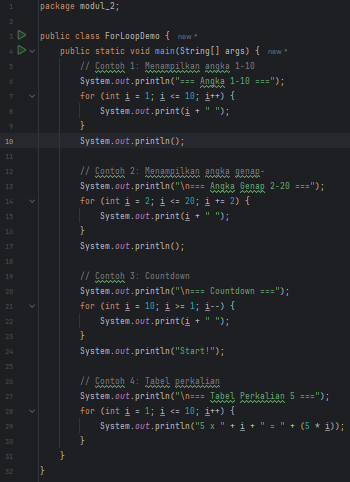 1 package modul_2;
2
3 public class ForLoopDemo { new *
4 public static void main(String[] args) { new *
5 // Contoh 1: Menampilkan angka 1-10
6 System.out.println("=== Angka 1-10 ===");
7 for (int i = 1; i <= 10; i++) {
8 System.out.print(i + " ");
9 }
10 System.out.println();
11
12 // Contoh 2: Menampilkan angka genap-
13 System.out.println("\n=== Angka Genap 2-20 ===");
14 for (int i = 2; i <= 20; i += 2) {
15 System.out.print(i + " ");
16 }
17 System.out.println();
18
19 // Contoh 3: Countdown
20 System.out.println("\n=== Countdown ===");
21 for (int i = 10; i >= 1; i--) {
22 System.out.print(i + " ");
23 }
24 System.out.println("Start!");
25
26 // Contoh 4: Tabel perkalian
27 System.out.println("\n=== Tabel Perkalian 5 ===");
28 for (int i = 1; i <= 10; i++) {
29 System.out.println("5 x " + i + " = " + (5 * i));
30 }
31 }
32 }